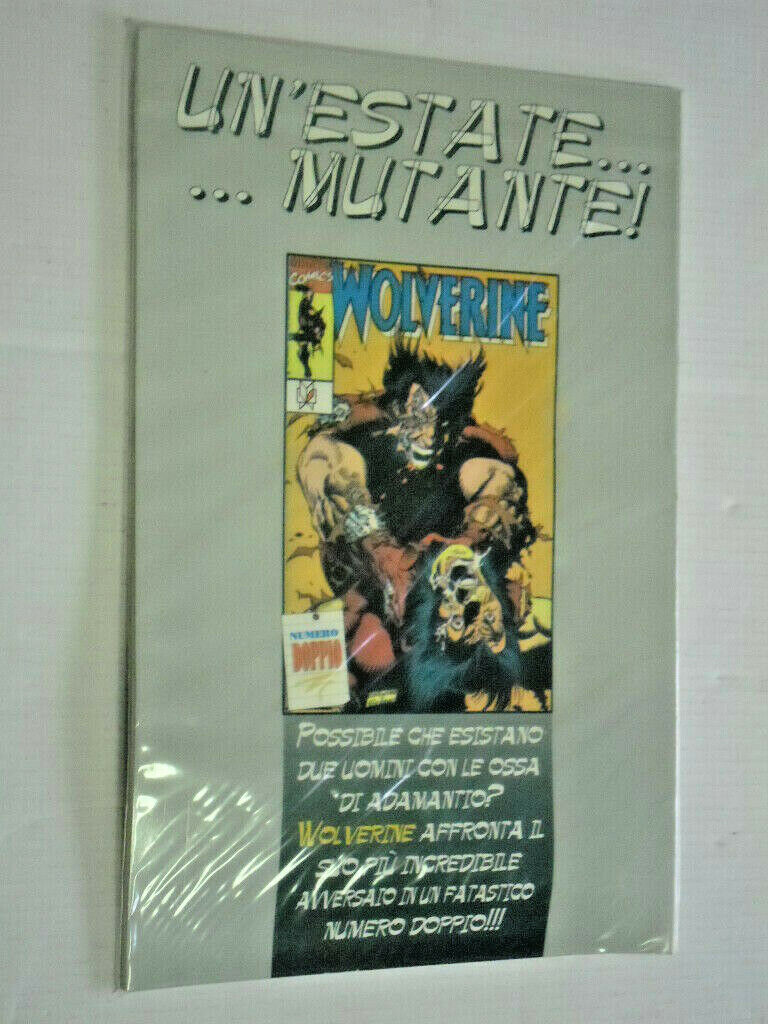 UN'ESTATE...
... MUTANTE!
COMICS
WOLVERINE
NUMERO
DOPPIO
POSSIBILE CHE ESISTANO
DUE UOMINI CON LE OSSA
DI ADAMANTIO?
WOLVERINE AFFRONTA IL
SUO PIÙ INCREDIBILE
AVVERSAIO IN UN FATASTICO
NUMERO DOPPIO!!!